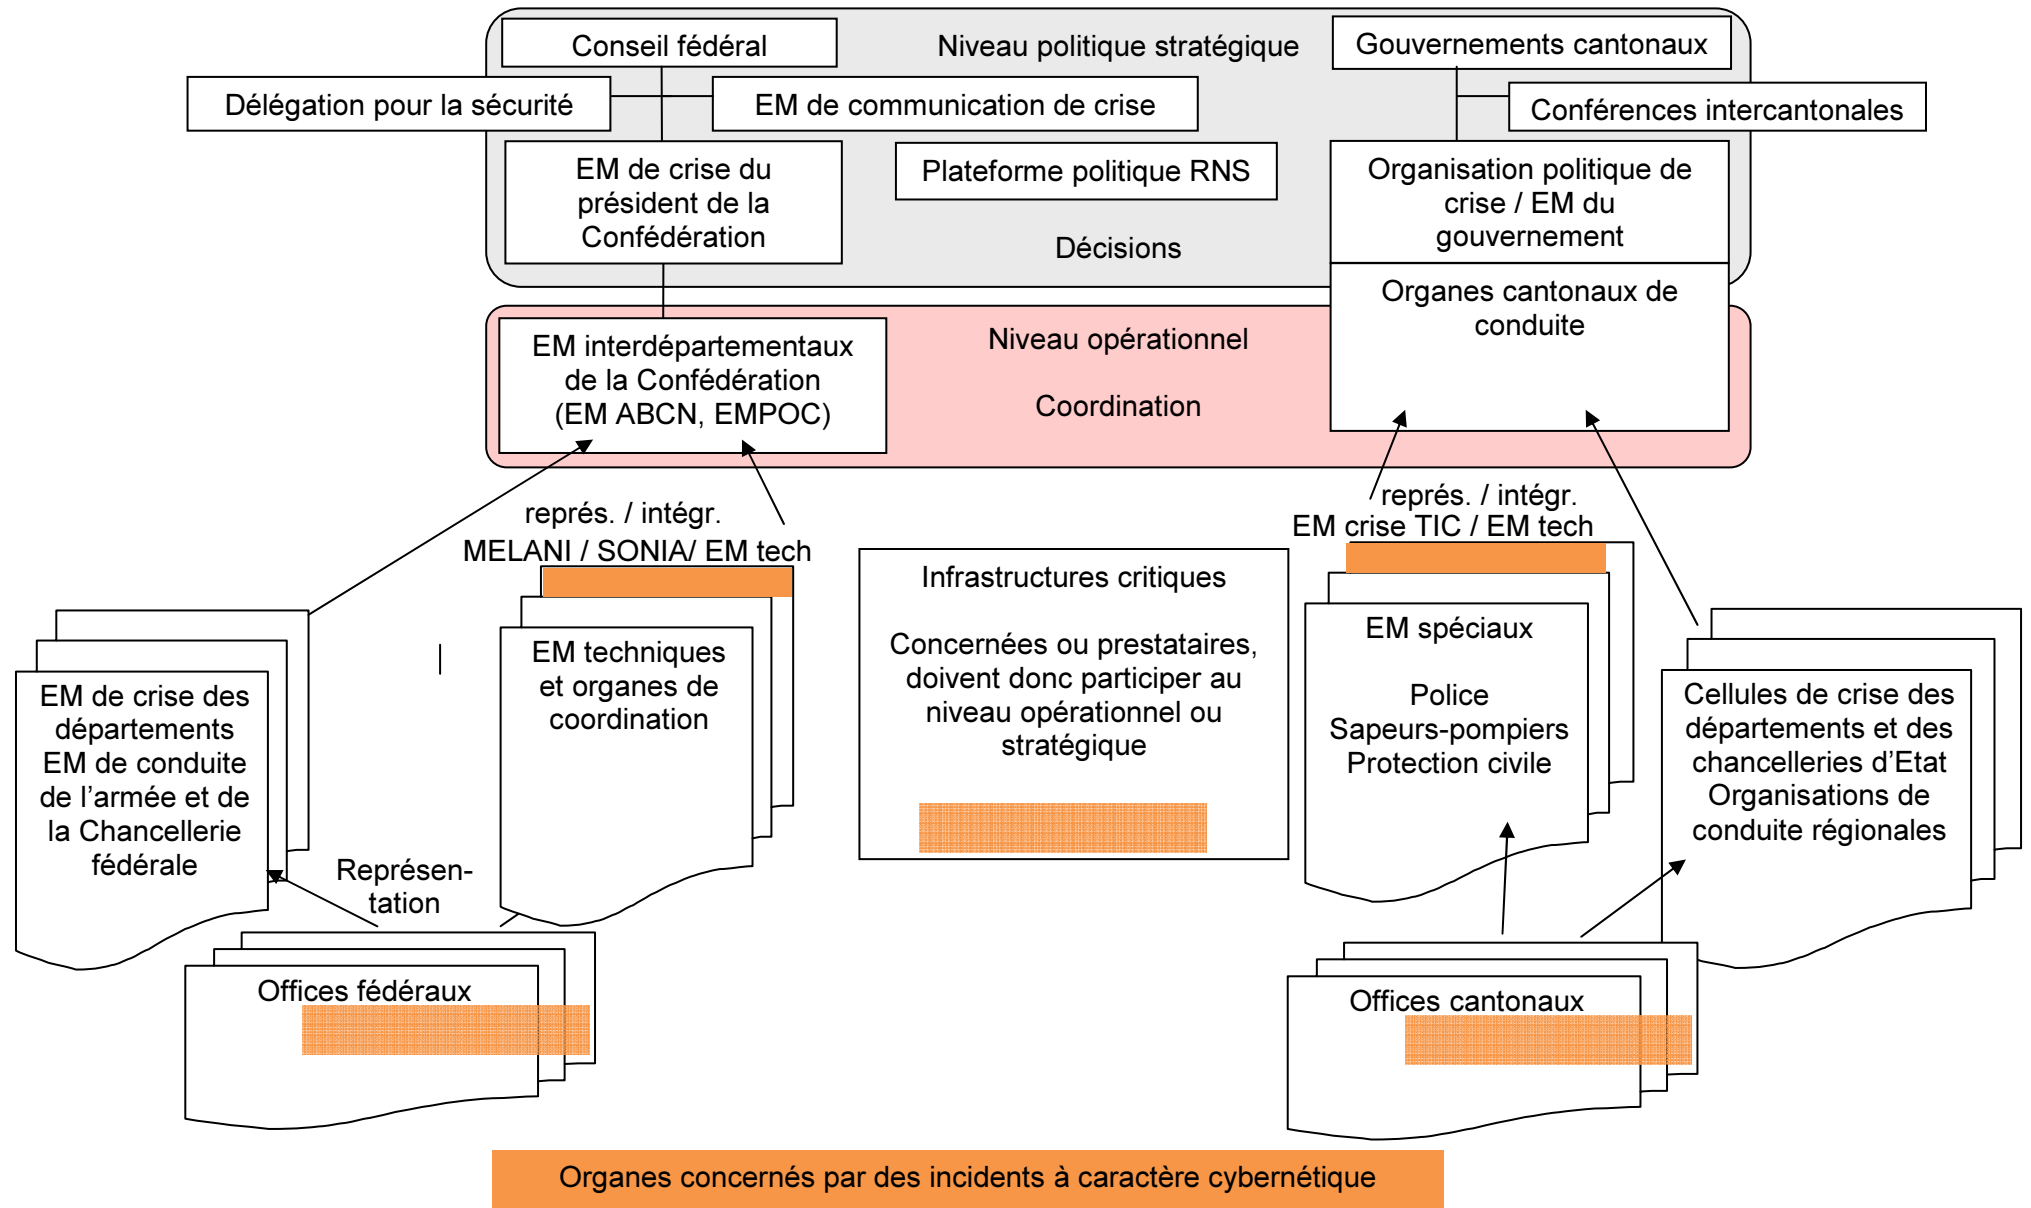 Conseil fédéral
Niveau politique stratégique
Gouvernements cantonaux
Délégation pour la sécurité
EM de communication de crise
Conférences intercantonales
EM de crise du
président de la
Confédération
Plateforme politique RNS
Organisation politique de
crise / EM du
gouvernement
Décisions
Organes cantonaux de
conduite
EM interdépartementaux
de la Confédération
(EM ABCN, EMPOC)
Niveau opérationnel
Coordination
représ. / intégr.
MELANI / SONIA/ EM tech
représ. / intégr.
EM crise TIC / EM tech
EM de crise des
départements
EM de conduite
de l’armée et de
la Chancellerie
fédérale
EM techniques
et organes de
coordination
Infrastructures critiques
Concernées ou prestataires,
doivent donc participer au
niveau opérationnel ou
stratégique
EM spéciaux
Police
Sapeurs-pompiers
Protection civile
Cellules de crise des
départements et des
chancelleries d’Etat
Organisations de
conduite régionales
Représen-
tation
Offices fédéraux
Offices cantonaux
Organes concernés par des incidents à caractère cybernétique